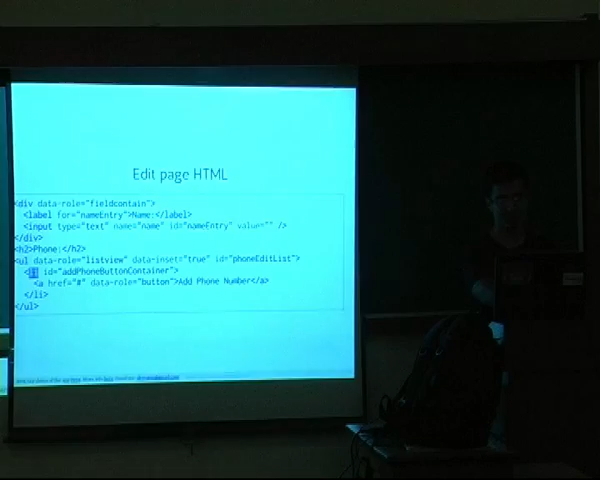 Edit page HTML
<div data-role="fieldcontain">
<label for="nameEntry">Name:</label>
<input type="text" name="name" id="nameEntry" value="" />
</div>
<h2>Phone:</h2>
<ul data-role="listview" data-inset="true" id="phoneEditList">
<li id="addPhoneButtonContainer">
<a href="#" data-role="button">Add Phone Number</a>
</li>
</ul>